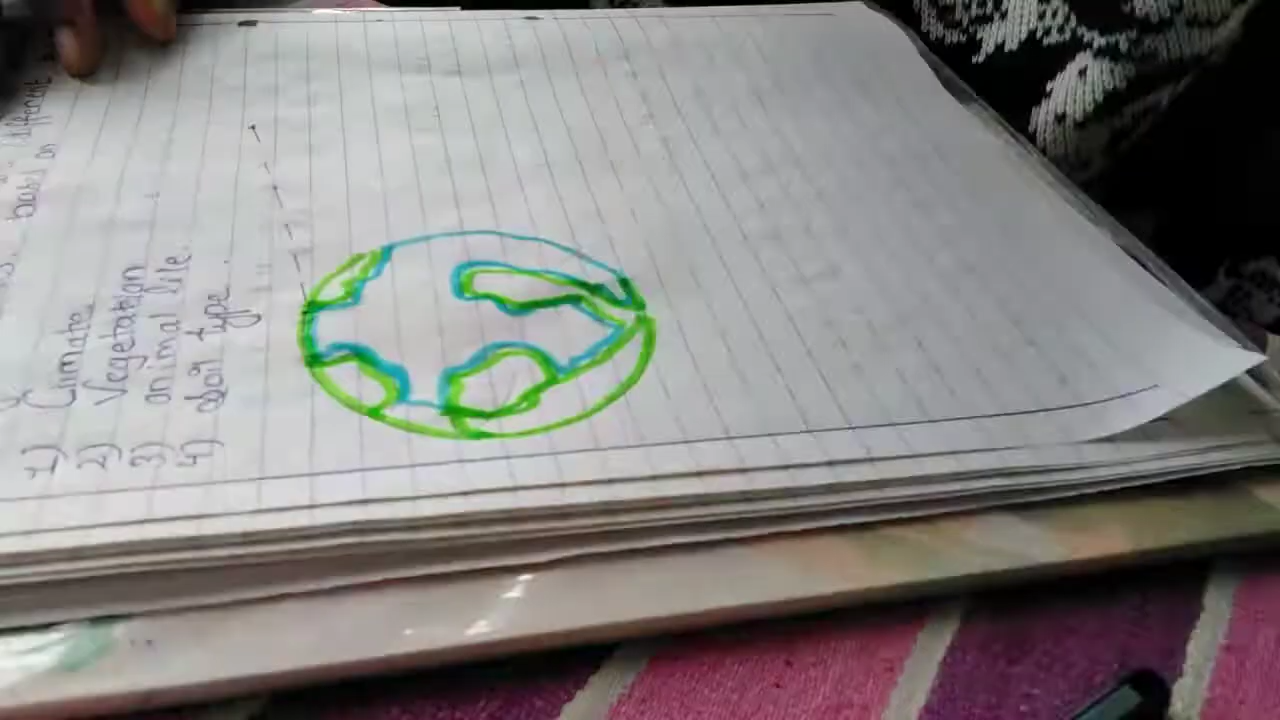 based on different
1) Climate
2) Vegetation
3) animal life.
4) soil type.